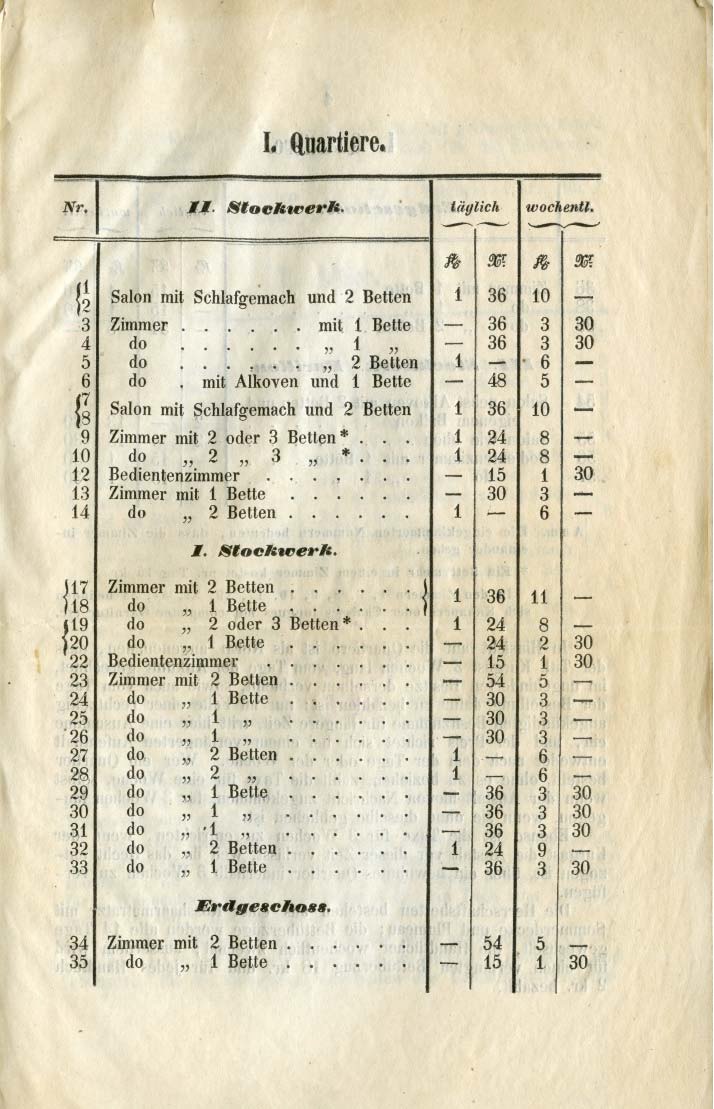 I. Quartiere.
Nr. II. Stockwerk. täglich wochentl.
fl. Xr. fl. Xr.
{1
{2 Salon mit Schlafgemach und 2 Betten 1 36 10 —
3 Zimmer . . . . . . mit 1 Bette — 36 3 30
4 do . . . . . . „ 1 „ — 36 3 30
5 do . . . . . . „ 2 Betten 1 — 6 —
6 do . mit Alkoven und 1 Bette — 48 5 —
{7
{8 Salon mit Schlafgemach und 2 Betten 1 36 10 —
9 Zimmer mit 2 oder 3 Betten * . . . 1 24 8 —
10 do „ 2 „ 3 „ * . . . 1 24 8 —
12 Bedientenzimmer . . . . . . . — 15 1 30
13 Zimmer mit 1 Bette . . . . . . — 30 3 —
14 do „ 2 Betten . . . . . . 1 — 6 —
I. Stockwerk.
}17 Zimmer mit 2 Betten . . . . . . }
}18 do „ 1 Bette . . . . . . } 1 36 11 —
}19 do „ 2 oder 3 Betten * . . . 1 24 8 —
}20 do „ 1 Bette . . . . . . — 24 2 30
22 Bedientenzimmer . . . . . . . — 15 1 30
23 Zimmer mit 2 Betten . . . . . . — 54 5 —
24 do „ 1 Bette . . . . . . — 30 3 —
25 do „ 1 „ . . . . . . — 30 3 —
26 do „ 1 „ . . . . . . — 30 3 —
27 do „ 2 Betten . . . . . . 1 — 6 —
28 do „ 2 „ . . . . . . 1 — 6 —
29 do „ 1 Bette . . . . . . — 36 3 30
30 do „ 1 „ . . . . . . — 36 3 30
31 do „ 1 „ . . . . . . — 36 3 30
32 do „ 2 Betten . . . . . . 1 24 9 —
33 do „ 1 Bette . . . . . . — 36 3 30
Erdgeschoss.
34 Zimmer mit 2 Betten . . . . . . — 54 5 —
35 do „ 1 Bette . . . . . . — 15 1 30